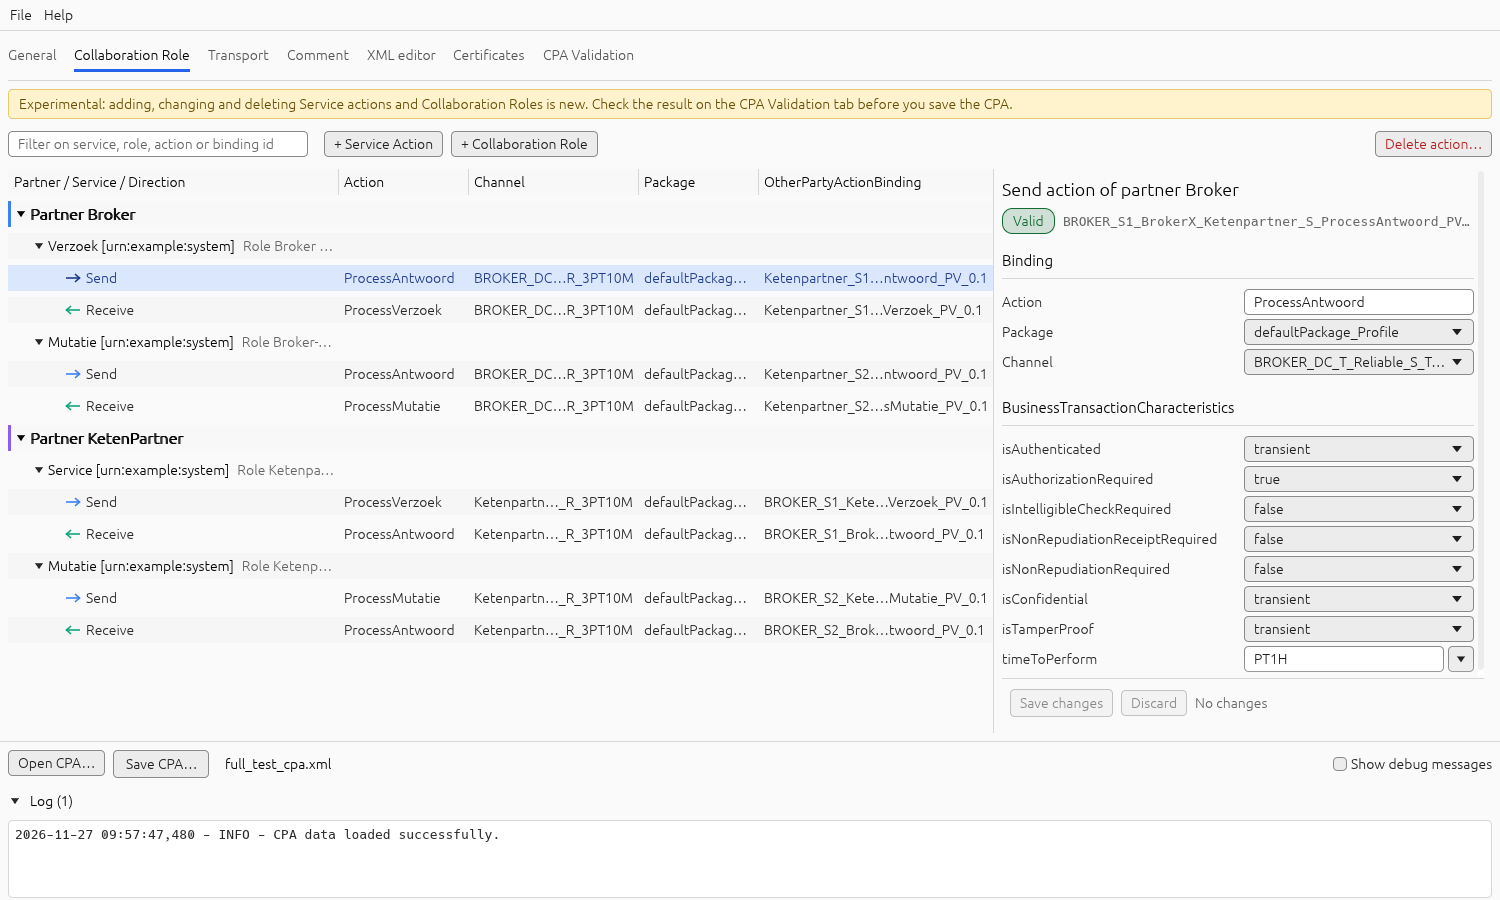 File Help
General Collaboration Role Transport Comment XML editor Certificates CPA Validation
Experimental: adding, changing and deleting Service actions and Collaboration Roles is new. Check the result on the CPA Validation tab before you save the CPA.
Filter on service, role, action or binding id + Service Action + Collaboration Role Delete action...
Partner / Service / Direction Action Channel Package OtherPartyActionBinding
Partner Broker
Verzoek [urn:example:system] Role Broker ...
Send ProcessAntwoord BROKER_DC...R_3PT10M defaultPackag... Ketenpartner_S1...ntwoord_PV_0.1
Receive ProcessVerzoek BROKER_DC...R_3PT10M defaultPackag... Ketenpartner_S1...Verzoek_PV_0.1
Mutatie [urn:example:system] Role Broker-...
Send ProcessAntwoord BROKER_DC...R_3PT10M defaultPackag... Ketenpartner_S2...ntwoord_PV_0.1
Receive ProcessMutatie BROKER_DC...R_3PT10M defaultPackag... Ketenpartner_S2...sMutatie_PV_0.1
Partner KetenPartner
Service [urn:example:system] Role Ketenpa...
Send ProcessVerzoek Ketenpartn..._R_3PT10M defaultPackag... BROKER_S1_Kete...Verzoek_PV_0.1
Receive ProcessAntwoord Ketenpartn..._R_3PT10M defaultPackag... BROKER_S1_Brok...twoord_PV_0.1
Mutatie [urn:example:system] Role Ketenp...
Send ProcessMutatie Ketenpartn..._R_3PT10M defaultPackag... BROKER_S2_Kete...Mutatie_PV_0.1
Receive ProcessAntwoord Ketenpartn..._R_3PT10M defaultPackag... BROKER_S2_Brok...twoord_PV_0.1
Send action of partner Broker
Valid BROKER_S1_BrokerX_Ketenpartner_S_ProcessAntwoord_PV...
Binding
Action ProcessAntwoord
Package defaultPackage_Profile
Channel BROKER_DC_T_Reliable_S_T...
BusinessTransactionCharacteristics
isAuthenticated transient
isAuthorizationRequired true
isIntelligibleCheckRequired false
isNonRepudiationReceiptRequired false
isNonRepudiationRequired false
isConfidential transient
isTamperProof transient
timeToPerform PT1H
Save changes Discard No changes
Open CPA... Save CPA... full_test_cpa.xml Show debug messages
Log (1)
2026-11-27 09:57:47,480 - INFO - CPA data loaded successfully.